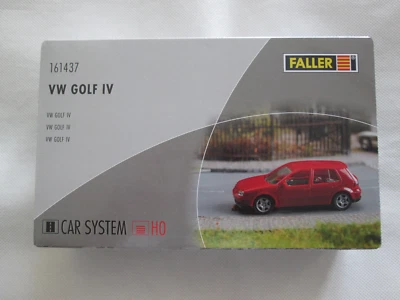 161437
FALLER
VW GOLF IV
VW GOLF IV
VW GOLF IV
VW GOLF IV
CAR SYSTEM H0